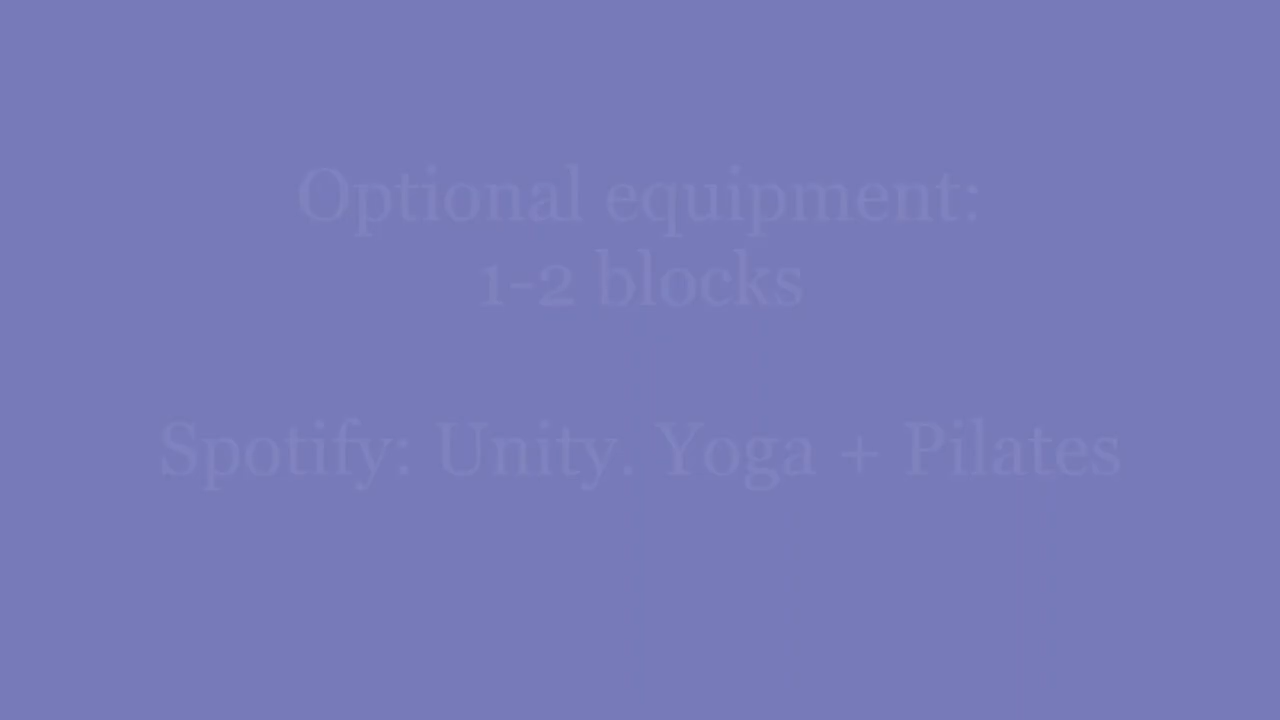 Optional equipment:
1-2 blocks
Spotify: Unity. Yoga + Pilates